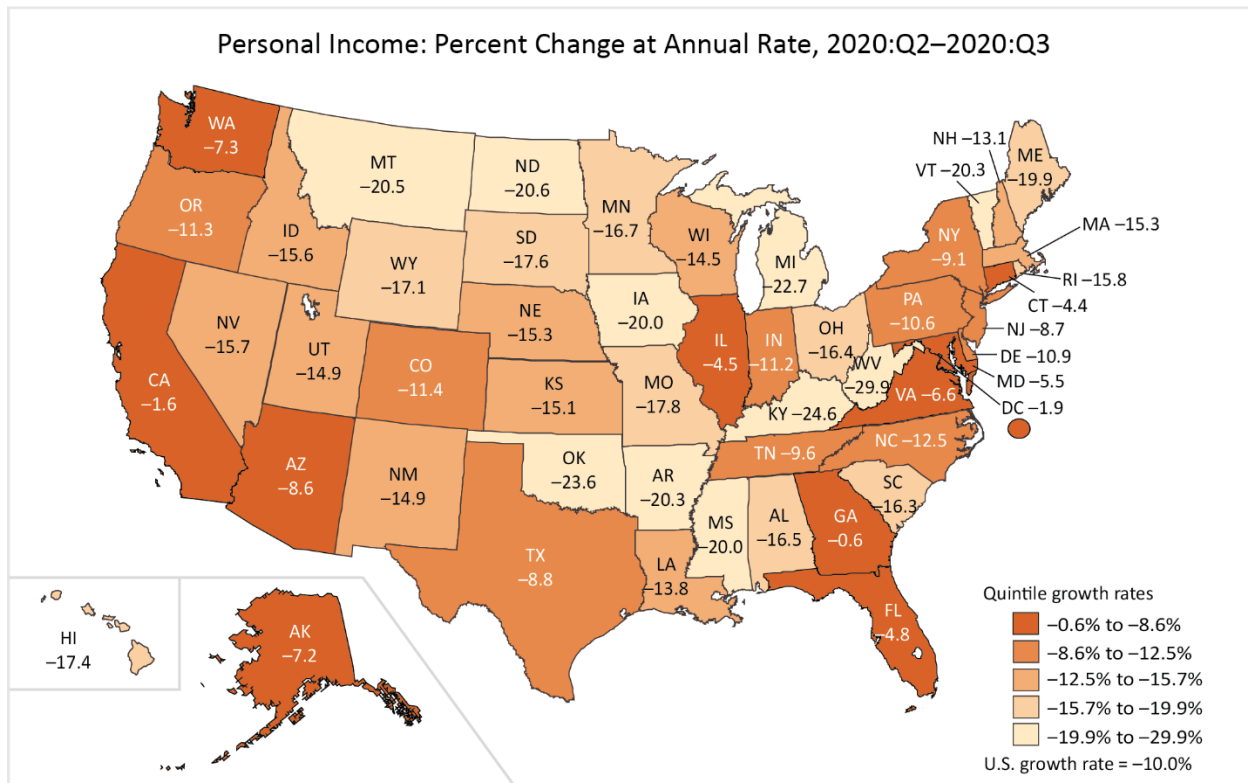 Personal Income: Percent Change at Annual Rate, 2020:Q2–2020:Q3
WA
–7.3
OR
–11.3
CA
–1.6
ID
–15.6
NV
–15.7
MT
–20.5
WY
–17.1
UT
–14.9
AZ
–8.6
CO
–11.4
NM
–14.9
ND
–20.6
SD
–17.6
NE
–15.3
KS
–15.1
OK
–23.6
TX
–8.8
MN
–16.7
IA
–20.0
MO
–17.8
AR
–20.3
LA
–13.8
WI
–14.5
IL
–4.5
MI
–22.7
IN
–11.2
OH
–16.4
KY –24.6
TN –9.6
MS
–20.0
AL
–16.5
GA
–0.6
FL
–4.8
SC
–16.3
NC –12.5
VA –6.6
WV
–29.9
PA
–10.6
NY
–9.1
VT –20.3
NH –13.1
ME
–19.9
MA –15.3
RI –15.8
CT –4.4
NJ –8.7
DE –10.9
MD –5.5
DC –1.9
HI
–17.4
AK
–7.2
Quintile growth rates
–0.6% to –8.6%
–8.6% to –12.5%
–12.5% to –15.7%
–15.7% to –19.9%
–19.9% to –29.9%
U.S. growth rate = –10.0%